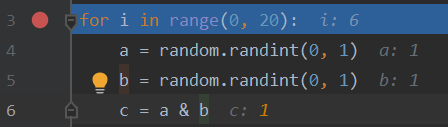 3 for i in range(0, 20): i: 6
4 a = random.randint(0, 1) a: 1
5 b = random.randint(0, 1) b: 1
6 c = a & b c: 1